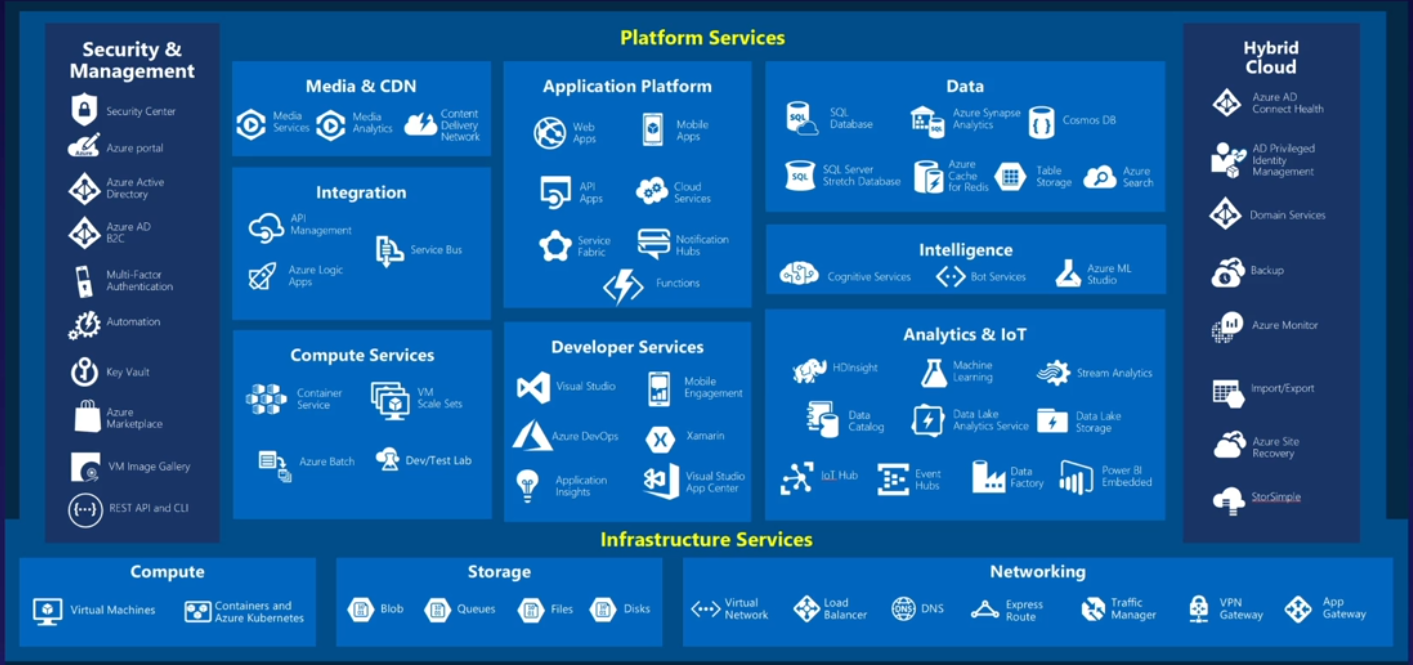 Platform Services
Security &
Management
Security Center
Azure portal
Azure
Azure Active
Directory
Azure AD
B2C
Multi-Factor
Authentication
Automation
Key Vault
Azure
Marketplace
VM Image Gallery
REST API and CLI
Media & CDN
Media
Services
Media
Analytics
Content
Delivery
Network
Integration
API
Management
Service Bus
Azure Logic
Apps
Compute Services
Container
Service
VM
Scale Sets
Azure Batch
Dev/Test Lab
Application Platform
Web
Apps
Mobile
Apps
API
Apps
Cloud
Services
Service
Fabric
Notification
Hubs
Functions
Developer Services
Visual Studio
Mobile
Engagement
Azure DevOps
Xamarin
Application
Insights
Visual Studio
App Center
Data
SQL
SQL
Database
SQL
Azure Synapse
Analytics
Cosmos DB
SQL
SQL Server
Stretch Database
Azure
Cache
for Redis
Table
Storage
Azure
Search
Intelligence
Cognitive Services
Bot Services
Azure ML
Studio
Analytics & IoT
HDInsight
Machine
Learning
Stream Analytics
Data
Catalog
Data Lake
Analytics Service
Data Lake
Storage
IoT Hub
Event
Hubs
Data
Factory
Power BI
Embedded
Hybrid
Cloud
Azure AD
Connect Health
AD Privileged
Identity
Management
Domain Services
Backup
Azure Monitor
Import/Export
Azure Site
Recovery
StorSimple
Infrastructure Services
Compute
Virtual Machines
Containers and
Azure Kubernetes
Storage
Blob
Queues
Files
Disks
Networking
Virtual
Network
Load
Balancer
DNS
DNS
Express
Route
Traffic
Manager
VPN
Gateway
App
Gateway